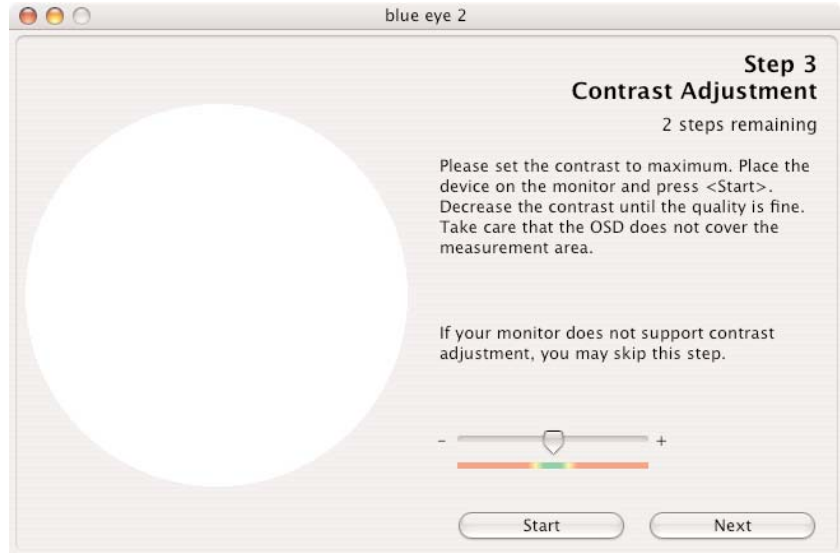 blue eye 2
Step 3
Contrast Adjustment
2 steps remaining
Please set the contrast to maximum. Place the
device on the monitor and press <Start>.
Decrease the contrast until the quality is fine.
Take care that the OSD does not cover the
measurement area.
If your monitor does not support contrast
adjustment, you may skip this step.
- +
Start Next